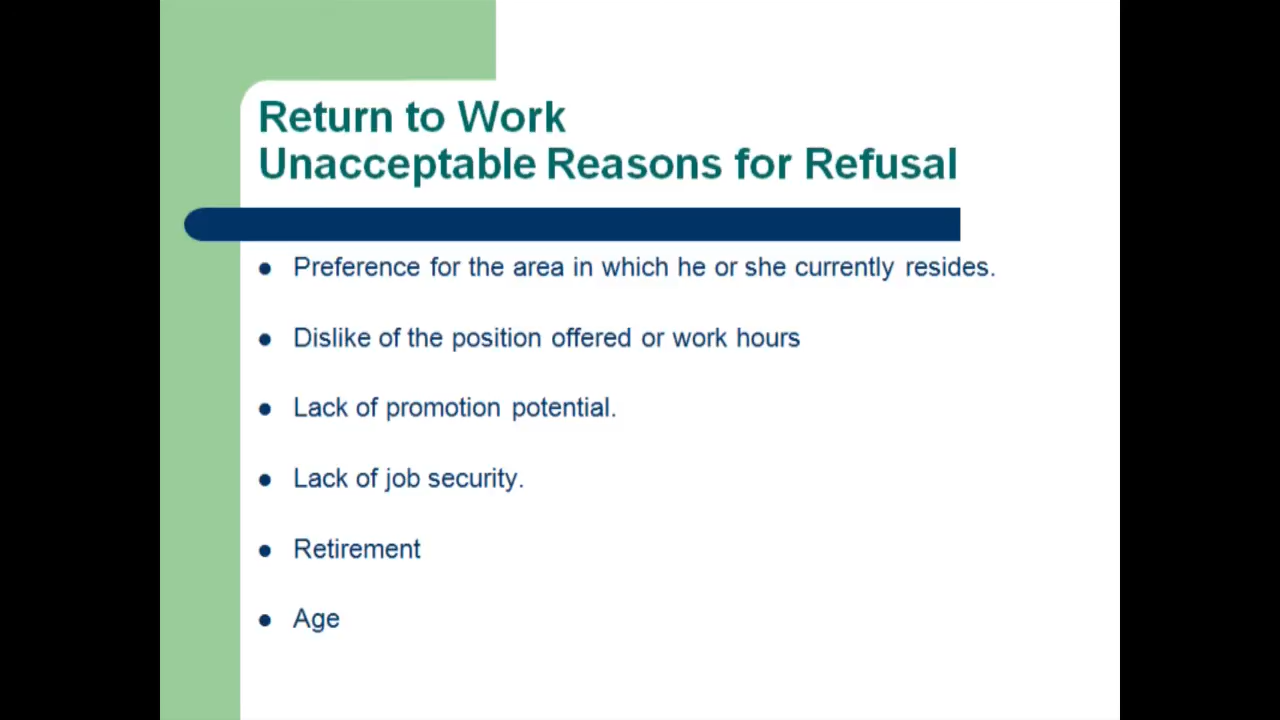 Return to Work
Unacceptable Reasons for Refusal
● Preference for the area in which he or she currently resides.
● Dislike of the position offered or work hours
● Lack of promotion potential.
● Lack of job security.
● Retirement
● Age